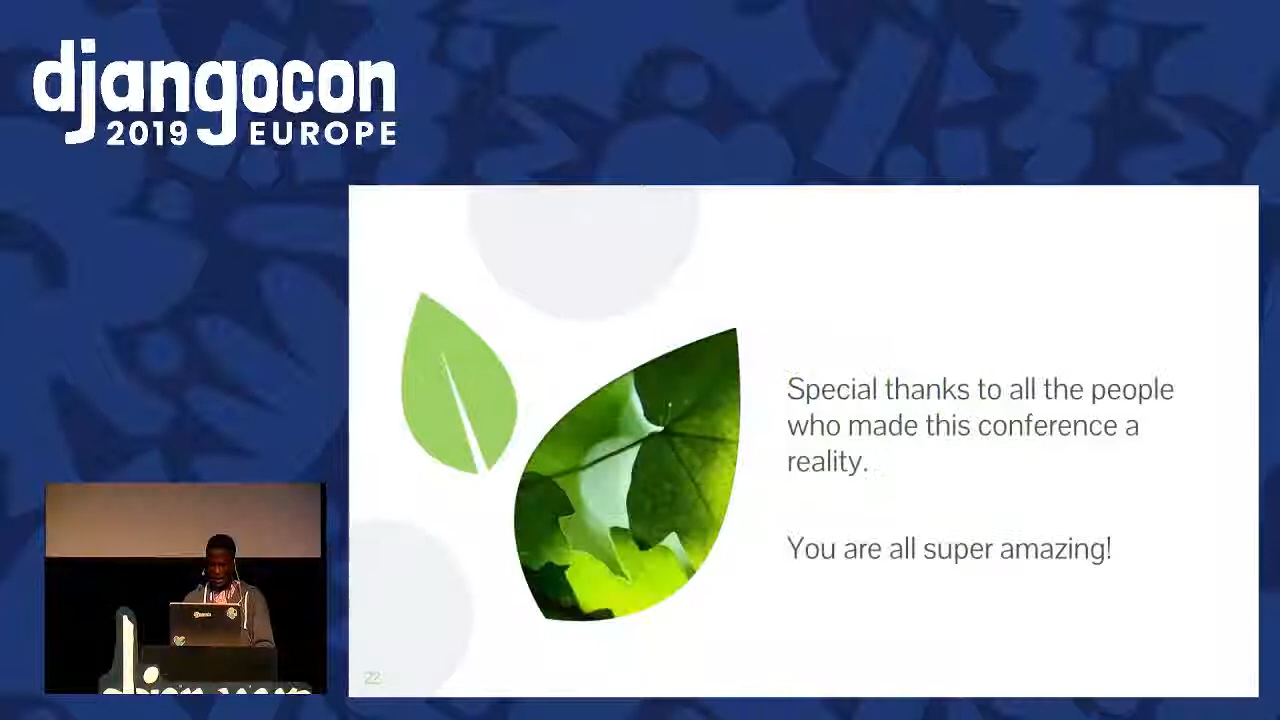 djangocon
2019 EUROPE
Special thanks to all the people
who made this conference a
reality.
You are all super amazing!
22